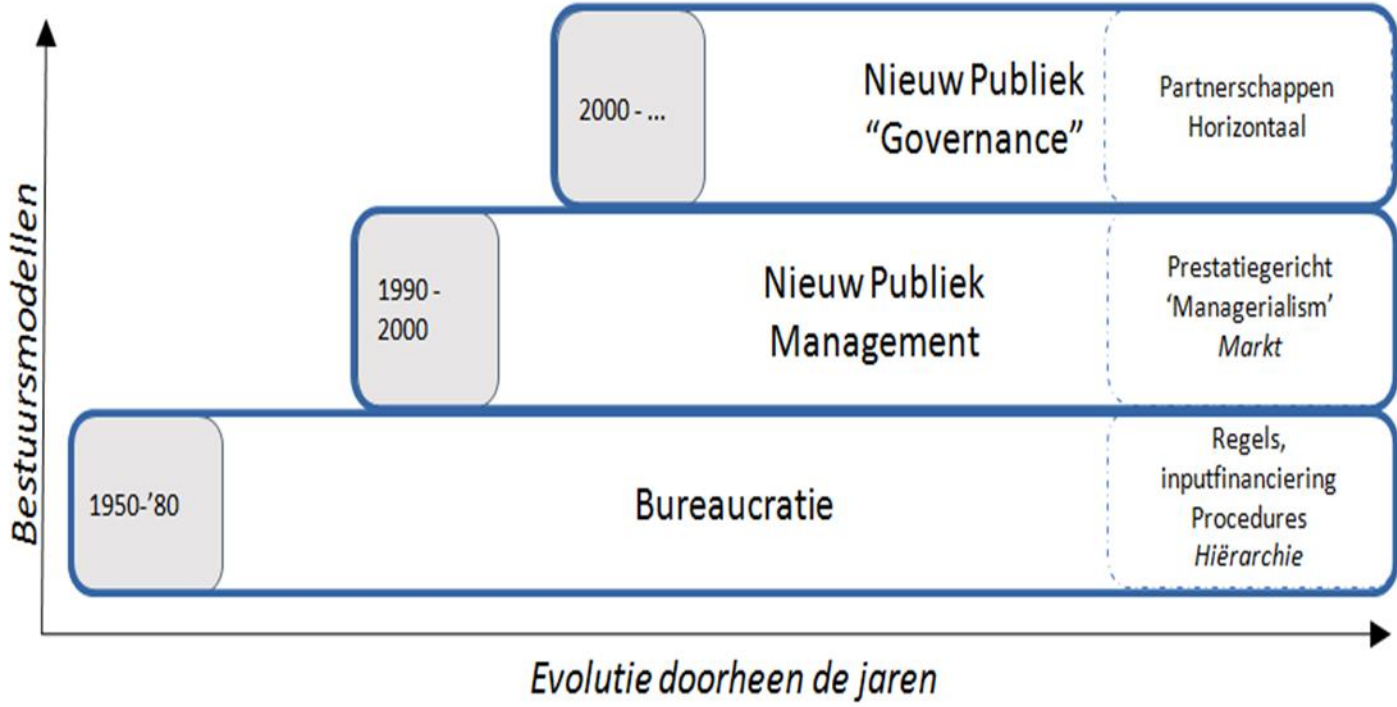 2000 - ...
Nieuw Publiek
“Governance”
Partnerschappen
Horizontaal
1990 -
2000
Nieuw Publiek
Management
Prestatiegericht
‘Managerialism’
Markt
1950-’80
Bureaucratie
Regels,
inputfinanciering
Procedures
Hiërarchie
Bestuursmodellen
Evolutie doorheen de jaren